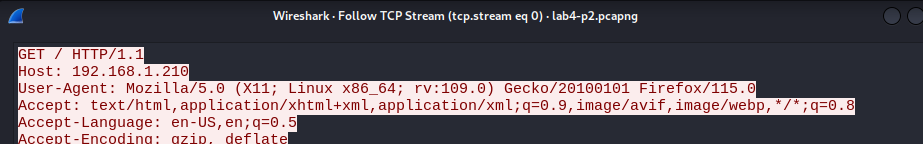 Wireshark · Follow TCP Stream (tcp.stream eq 0) · lab4-p2.pcapng
GET / HTTP/1.1
Host: 192.168.1.210
User-Agent: Mozilla/5.0 (X11; Linux x86_64; rv:109.0) Gecko/20100101 Firefox/115.0
Accept: text/html,application/xhtml+xml,application/xml;q=0.9,image/avif,image/webp,*/*;q=0.8
Accept-Language: en-US,en;q=0.5
Accept-Encoding: gzip, deflate